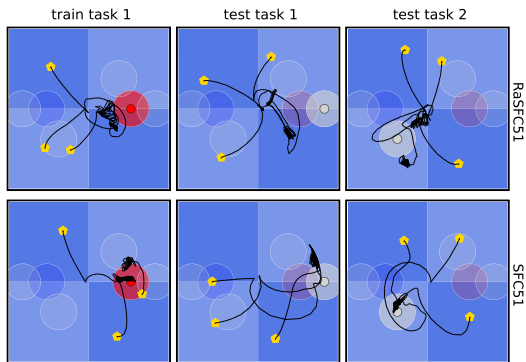 train task 1
test task 1
test task 2
RaSFC51
SFC51